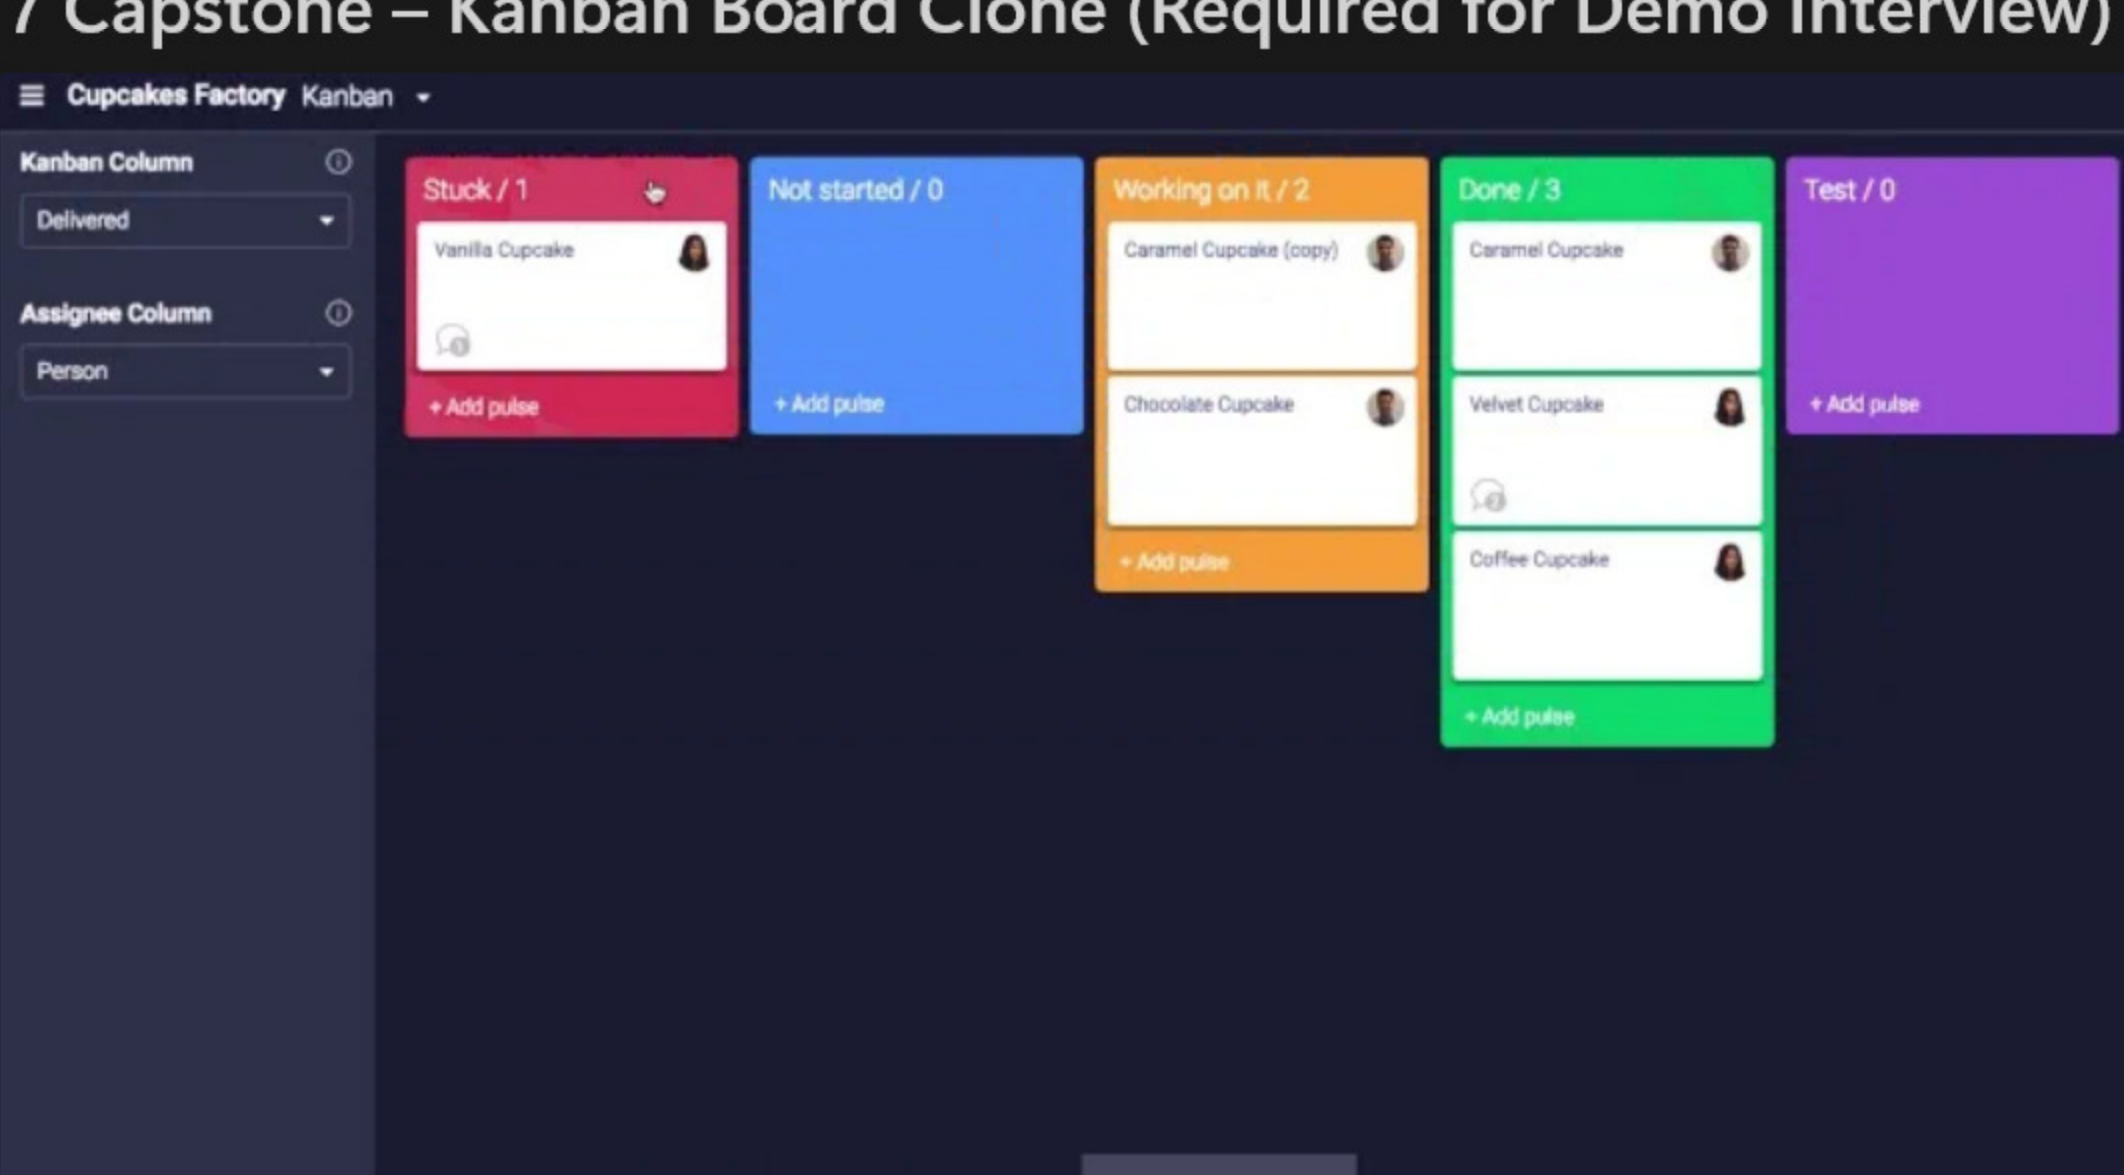 7 Capstone – Kanban Board Clone (Required for Demo Interview)
Cupcakes Factory Kanban
Kanban Column
Delivered
Assignee Column
Person
Stuck / 1
Vanilla Cupcake
1
+ Add pulse
Not started / 0
+ Add pulse
Working on it / 2
Caramel Cupcake (copy)
Chocolate Cupcake
+ Add pulse
Done / 3
Caramel Cupcake
Velvet Cupcake
2
Coffee Cupcake
+ Add pulse
Test / 0
+ Add pulse